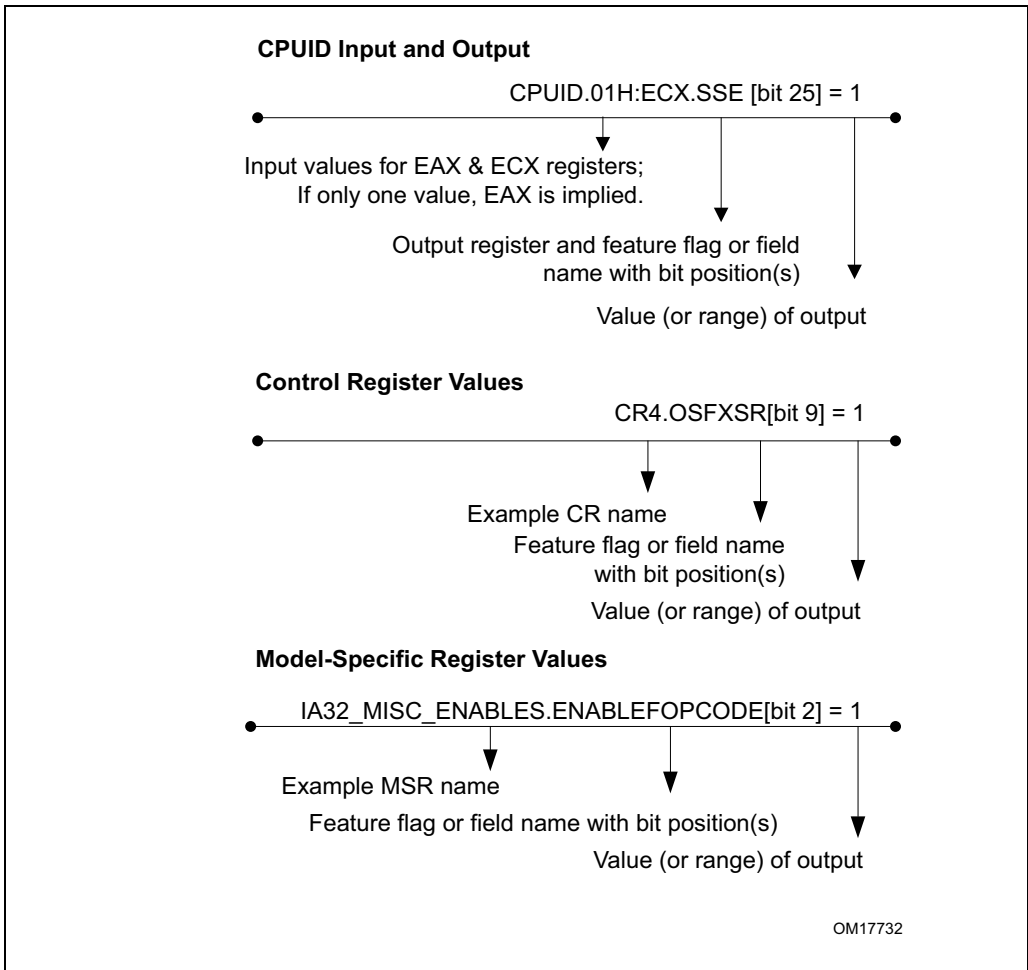 CPUID Input and Output
CPUID.01H:ECX.SSE [bit 25] = 1
Input values for EAX & ECX registers;
If only one value, EAX is implied.
Output register and feature flag or field
name with bit position(s)
Value (or range) of output
Control Register Values
CR4.OSFXSR[bit 9] = 1
Example CR name
Feature flag or field name
with bit position(s)
Value (or range) of output
Model-Specific Register Values
IA32_MISC_ENABLES.ENABLEFOPCODE[bit 2] = 1
Example MSR name
Feature flag or field name with bit position(s)
Value (or range) of output
OM17732